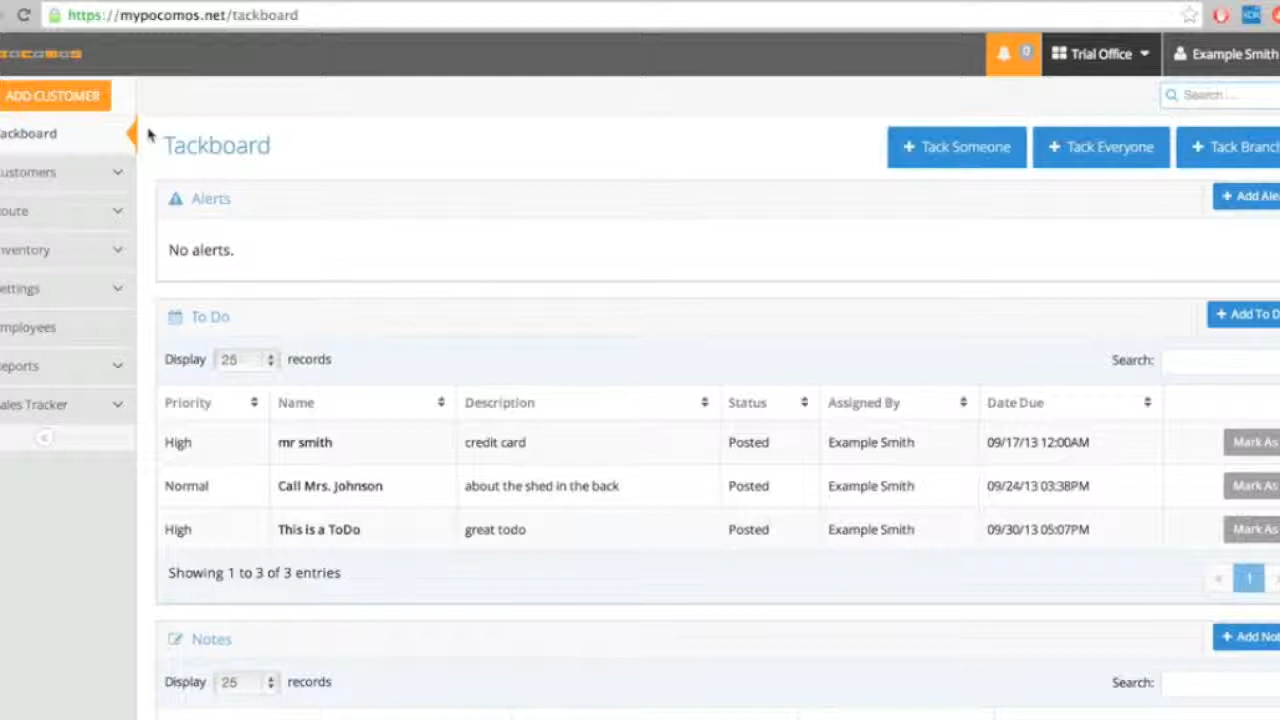 https://mypocomos.net/tackboard
pocomos
0
Trial Office
Example Smith
ADD CUSTOMER
Search...
ackboard
Tackboard
+ Tack Someone
+ Tack Everyone
+ Tack Branch
ustomers
oute
nventory
ettings
mployees
eports
ales Tracker
Alerts
+ Add Ale
No alerts.
To Do
+ Add To D
Display 25 records
Search:
Priority Name Description Status Assigned By Date Due
High mr smith credit card Posted Example Smith 09/17/13 12:00AM Mark As
Normal Call Mrs. Johnson about the shed in the back Posted Example Smith 09/24/13 03:38PM Mark As
High This is a ToDo great todo Posted Example Smith 09/30/13 05:07PM Mark As
Showing 1 to 3 of 3 entries
1
Notes
+ Add Not
Display 25 records
Search: